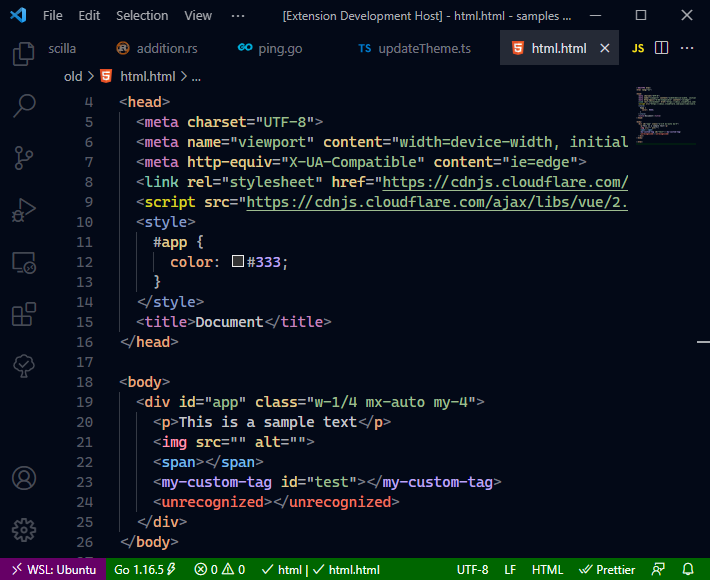 File Edit Selection View ··· [Extension Development Host] - html.html - samples ...
scilla addition.rs GO ping.go TS updateTheme.ts 5 html.html JS ···
old > 5 html.html > ...
4 <head>
5 <meta charset="UTF-8">
6 <meta name="viewport" content="width=device-width, initial
7 <meta http-equiv="X-UA-Compatible" content="ie=edge">
8 <link rel="stylesheet" href="https://cdnjs.cloudflare.com/
9 <script src="https://cdnjs.cloudflare.com/ajax/libs/vue/2.
10 <style>
11 #app {
12 color: #333;
13 }
14 </style>
15 <title>Document</title>
16 </head>
17
18 <body>
19 <div id="app" class="w-1/4 mx-auto my-4">
20 <p>This is a sample text</p>
21 <img src="" alt="">
22 <span></span>
23 <my-custom-tag id="test"></my-custom-tag>
24 <unrecognized></unrecognized>
25 </div>
26 </body>
WSL: Ubuntu Go 1.16.5 0 0 ✓ html | ✓ html.html UTF-8 LF HTML Prettier